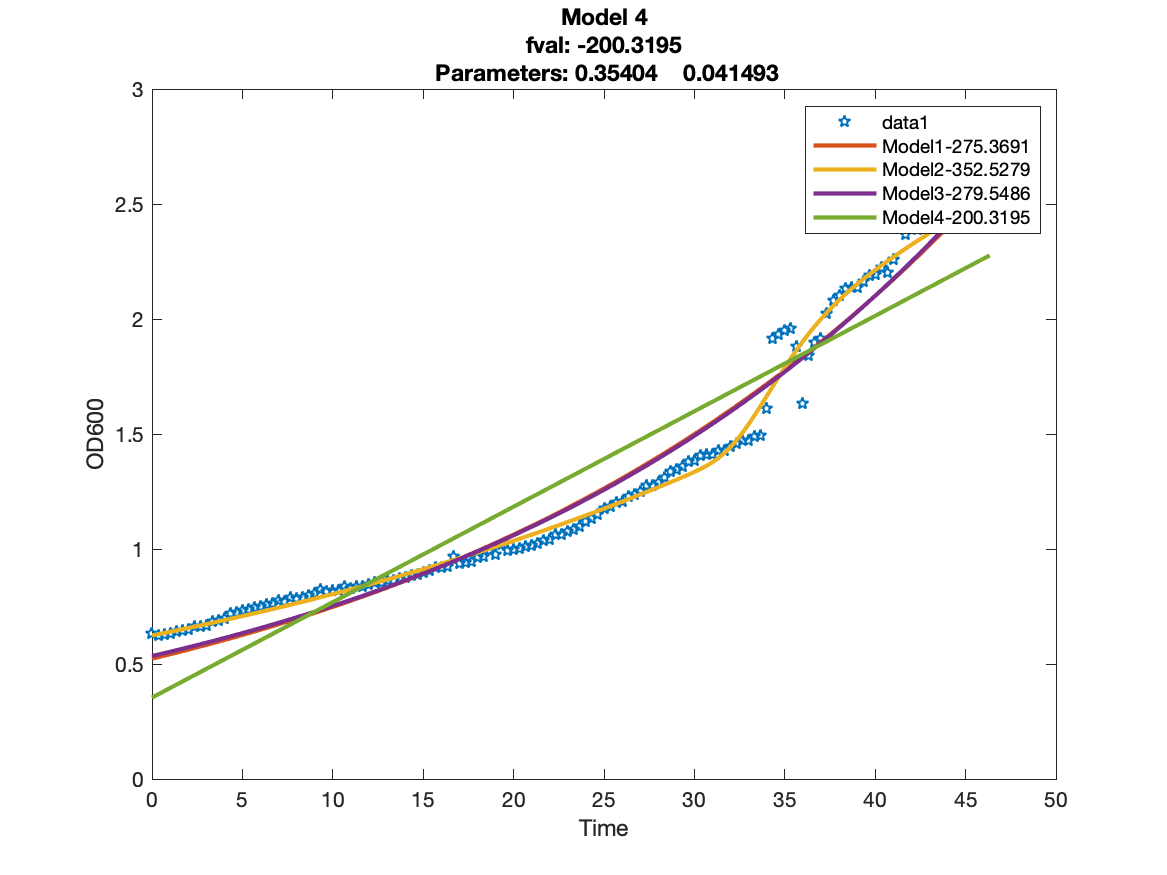 Model 4
fval: -200.3195
Parameters: 0.35404 0.041493
3
2.5
2
1.5
1
0.5
0
OD600
data1
Model1-275.3691
Model2-352.5279
Model3-279.5486
Model4-200.3195
0 5 10 15 20 25 30 35 40 45 50
Time